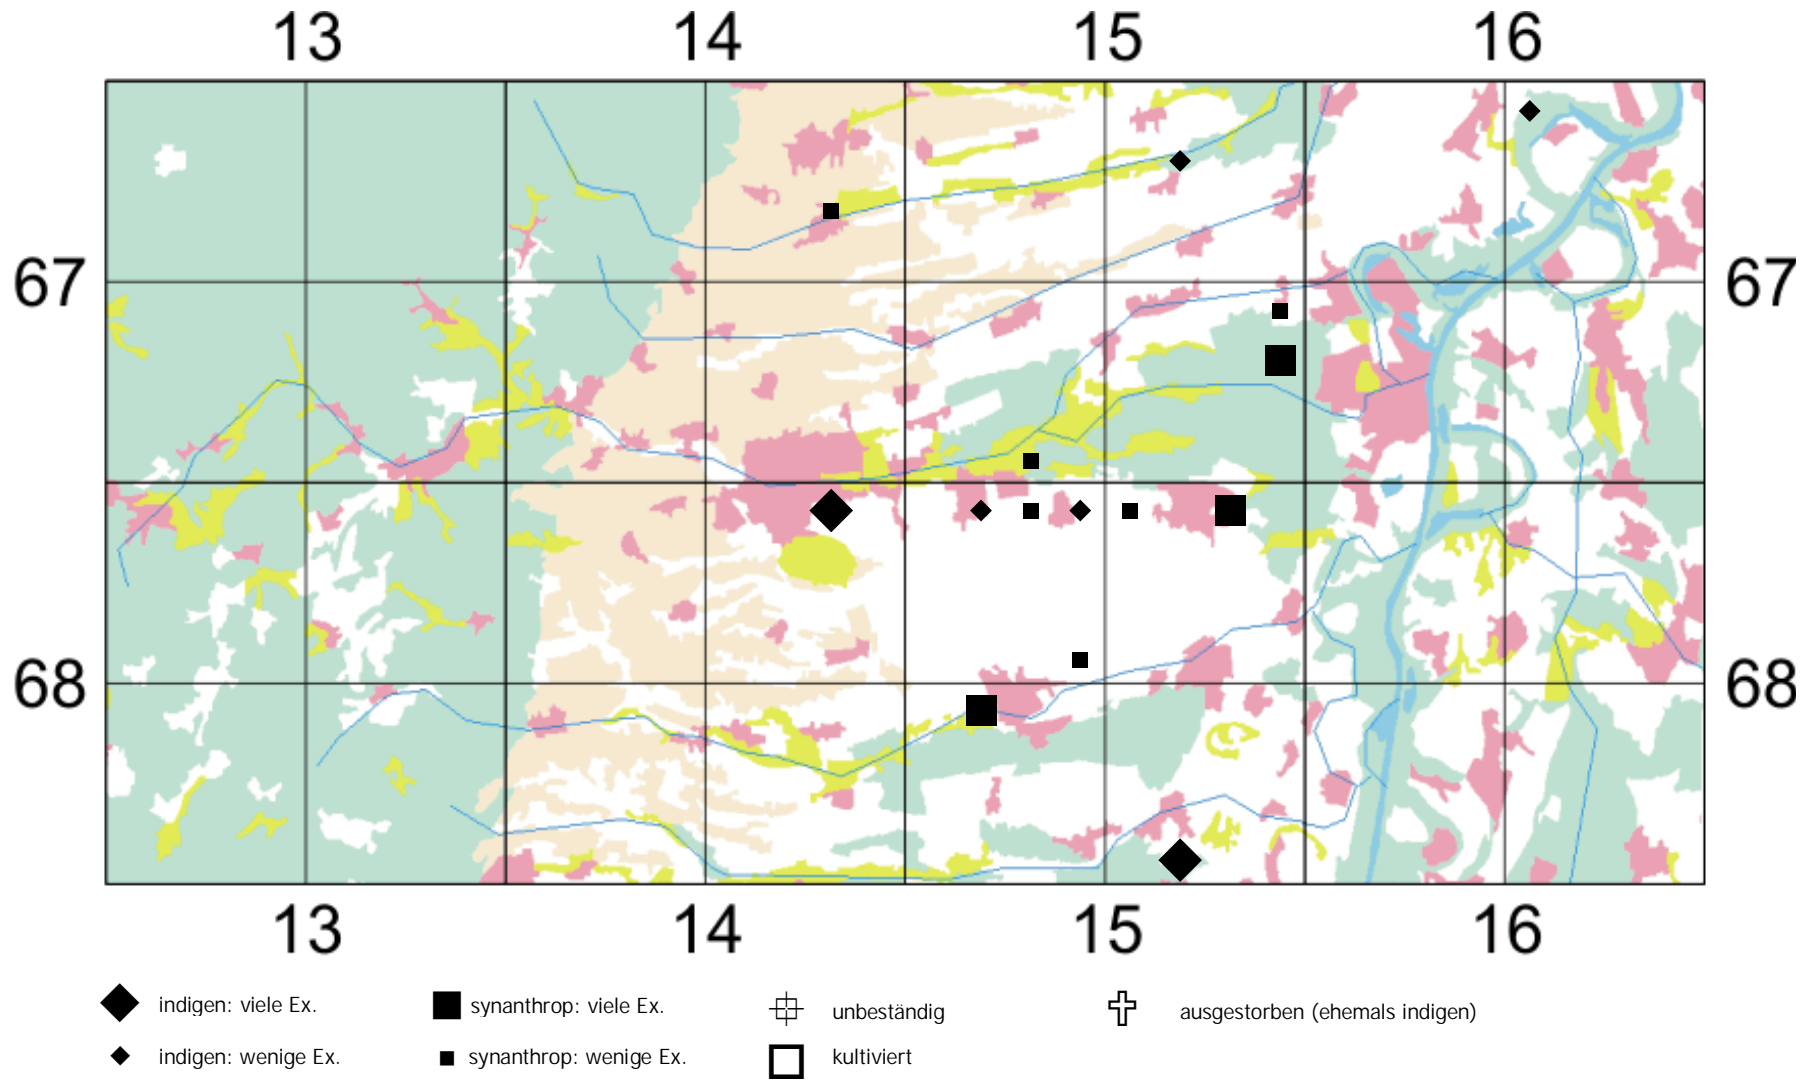 13 14 15 16
67 67
68 68
13 14 15 16
indigen: viele Ex. synanthrop: viele Ex. unbeständig ausgestorben (ehemals indigen)
indigen: wenige Ex. synanthrop: wenige Ex. kultiviert